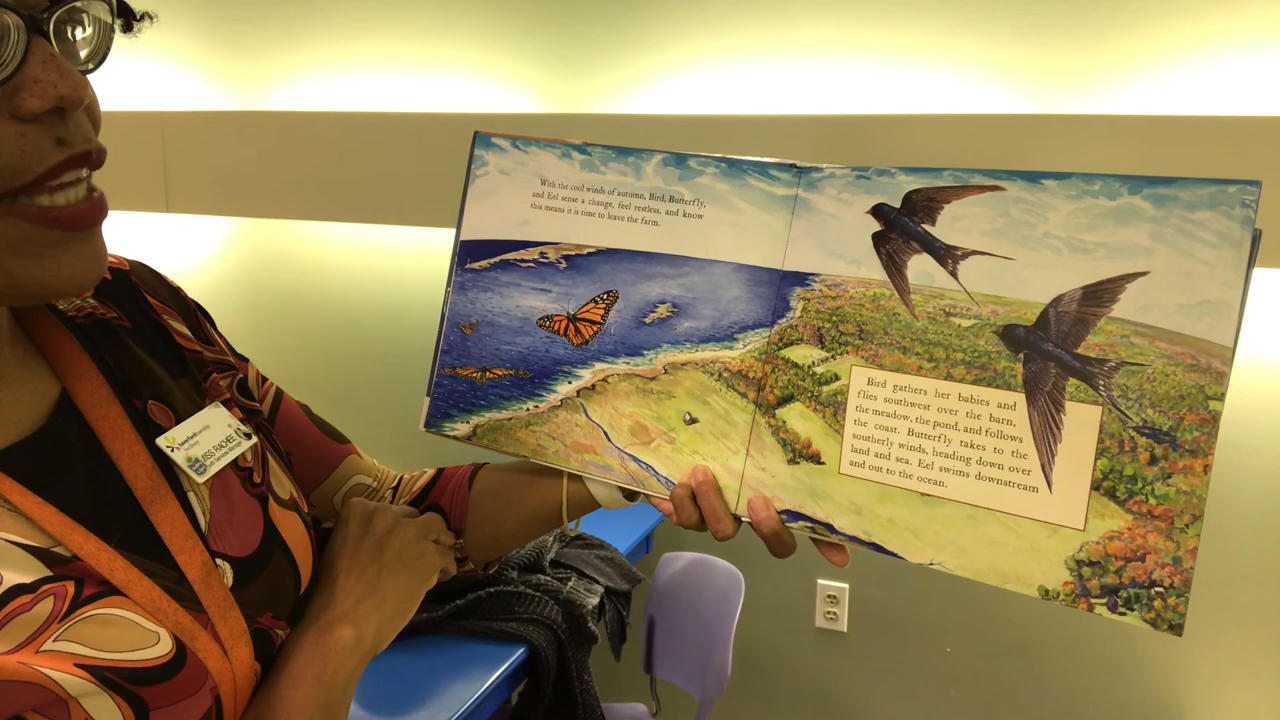 With the cool winds of autumn, Bird, Butterfly,
and Eel sense a change, feel restless, and know
this means it is time to leave the farm.
Bird gathers her babies and
flies southwest over the barn,
the meadow, the pond, and follows
the coast. Butterfly takes to the
southerly winds, heading down over
land and sea. Eel swims downstream
and out to the ocean.
MISS RACHEE